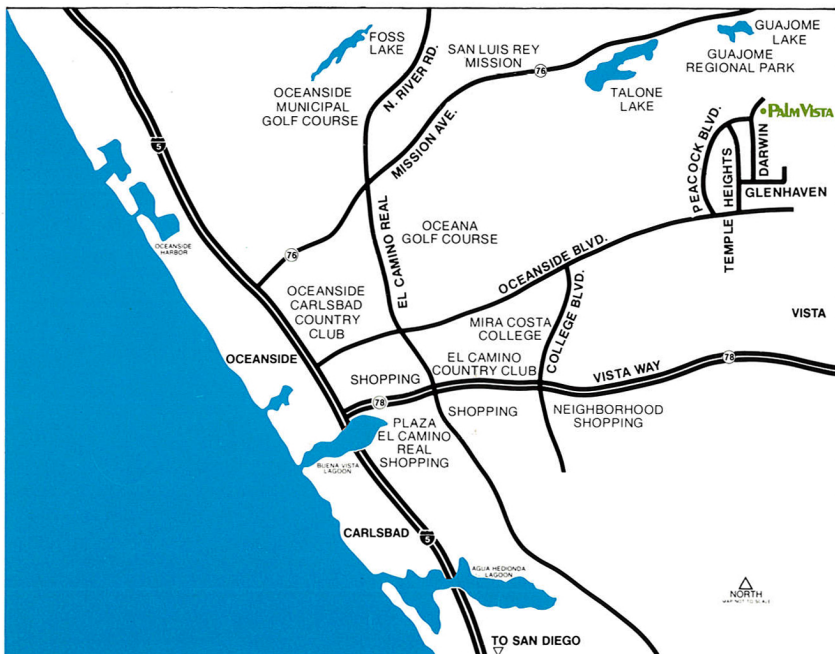 FOSS
LAKE
GUAJOME
LAKE
SAN LUIS REY
MISSION
76
GUAJOME
REGIONAL PARK
N. RIVER RD.
OCEANSIDE
MUNICIPAL
GOLF COURSE
TALONE
LAKE
PALM VISTA
MISSION AVE.
PEACOCK BLVD.
5
TEMPLE HEIGHTS
DARWIN
GLENHAVEN
EL CAMINO REAL
OCEANA
GOLF COURSE
OCEANSIDE
HARBOR
76
OCEANSIDE BLVD.
OCEANSIDE
CARLSBAD
COUNTRY
CLUB
COLLEGE BLVD.
MIRA COSTA
COLLEGE
VISTA
OCEANSIDE
EL CAMINO
COUNTRY CLUB
VISTA WAY
78
SHOPPING
78
SHOPPING
NEIGHBORHOOD
SHOPPING
PLAZA
EL CAMINO
REAL
SHOPPING
BUENA VISTA
LAGOON
CARLSBAD
5
AGUA HEDIONDA
LAGOON
NORTH
MAP NOT TO SCALE
TO SAN DIEGO